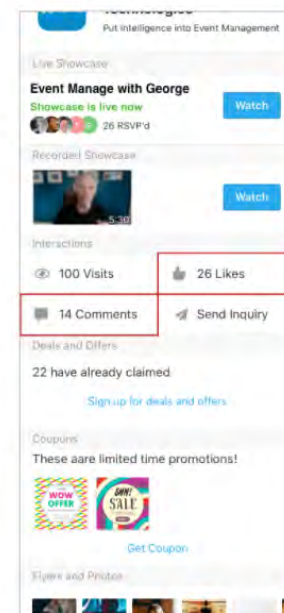 Technologies
Put Intelligence into Event Management
Live Showcase
Event Manage with George
Showcase is live now
Watch
26 RSVP'd
Recorded Showcase
5:30
Watch
Interactions
100 Visits
26 Likes
14 Comments
Send Inquiry
Deals and Offers
22 have already claimed
Sign up for deals and offers
Coupons
These aare limited time promotions!
WOW
OFFER
SALE
Get Coupon
Flyers and Photos